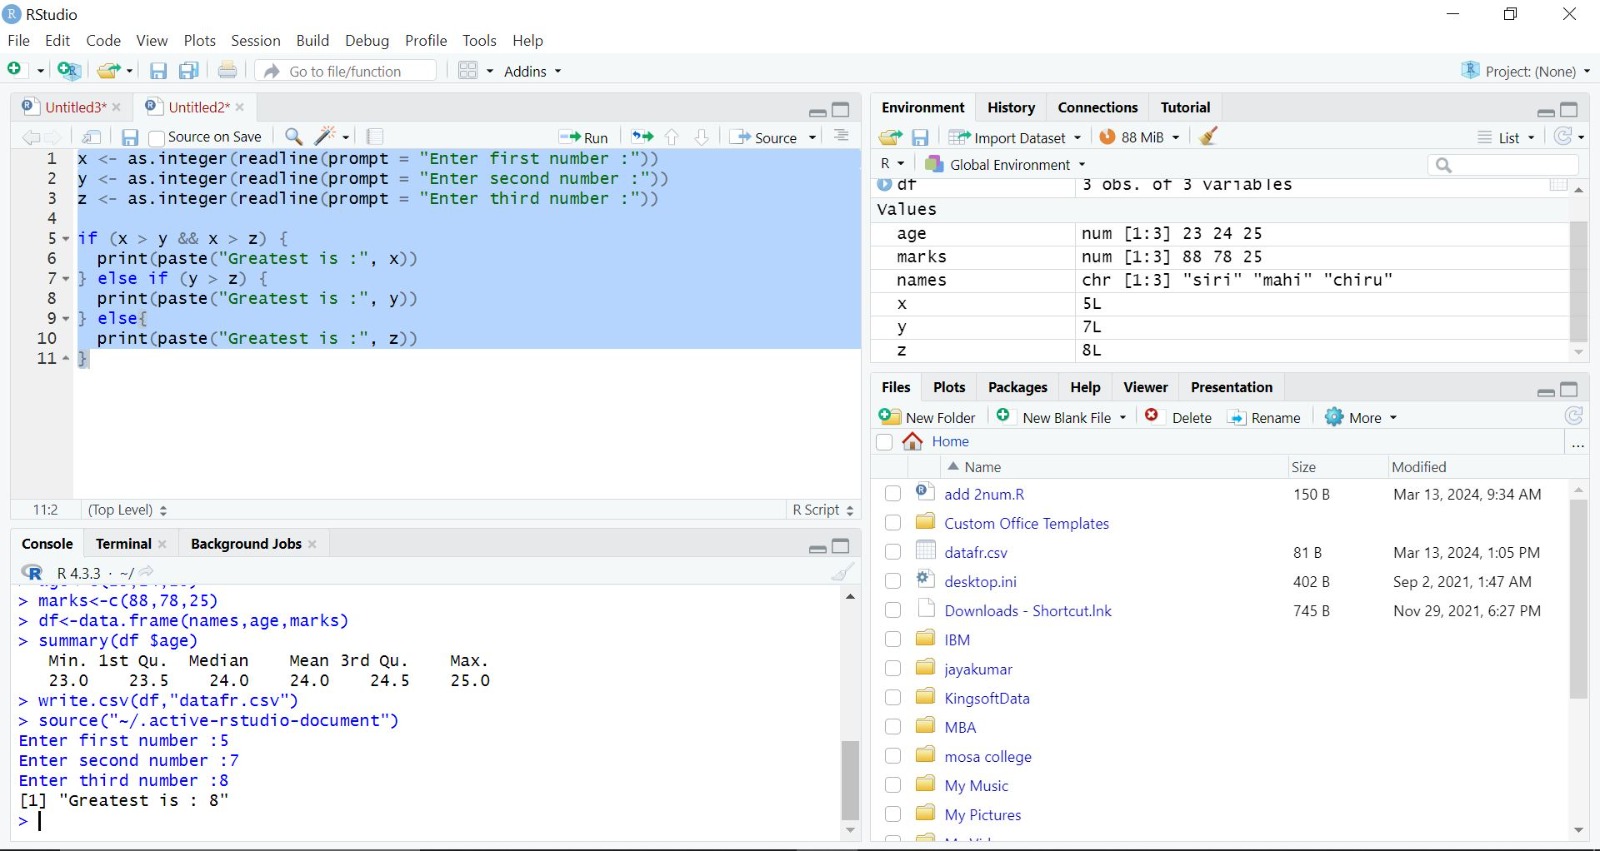 RStudio
File Edit Code View Plots Session Build Debug Profile Tools Help
Go to file/function Addins Project: (None)
Untitled3* Untitled2*
Source on Save Run Source
1 x <- as.integer(readline(prompt = "Enter first number :"))
2 y <- as.integer(readline(prompt = "Enter second number :"))
3 z <- as.integer(readline(prompt = "Enter third number :"))
4
5 if (x > y && x > z) {
6 print(paste("Greatest is :", x))
7 } else if (y > z) {
8 print(paste("Greatest is :", y))
9 } else{
10 print(paste("Greatest is :", z))
11 }
11:2 (Top Level) R Script
Console Terminal Background Jobs
R 4.3.3 · ~/
> marks<-c(88,78,25)
> df<-data.frame(names,age,marks)
> summary(df $age)
Min. 1st Qu. Median Mean 3rd Qu. Max.
23.0 23.5 24.0 24.0 24.5 25.0
> write.csv(df,"datafr.csv")
> source("~/.active-rstudio-document")
Enter first number :5
Enter second number :7
Enter third number :8
[1] "Greatest is : 8"
>
Environment History Connections Tutorial
Import Dataset 88 MiB List
R Global Environment
df 3 obs. of 3 variables
Values
age num [1:3] 23 24 25
marks num [1:3] 88 78 25
names chr [1:3] "siri" "mahi" "chiru"
x 5L
y 7L
z 8L
Files Plots Packages Help Viewer Presentation
New Folder New Blank File Delete Rename More
Home ...
Name Size Modified
add 2num.R 150 B Mar 13, 2024, 9:34 AM
Custom Office Templates
datafr.csv 81 B Mar 13, 2024, 1:05 PM
desktop.ini 402 B Sep 2, 2021, 1:47 AM
Downloads - Shortcut.lnk 745 B Nov 29, 2021, 6:27 PM
IBM
jayakumar
KingsoftData
MBA
mosa college
My Music
My Pictures